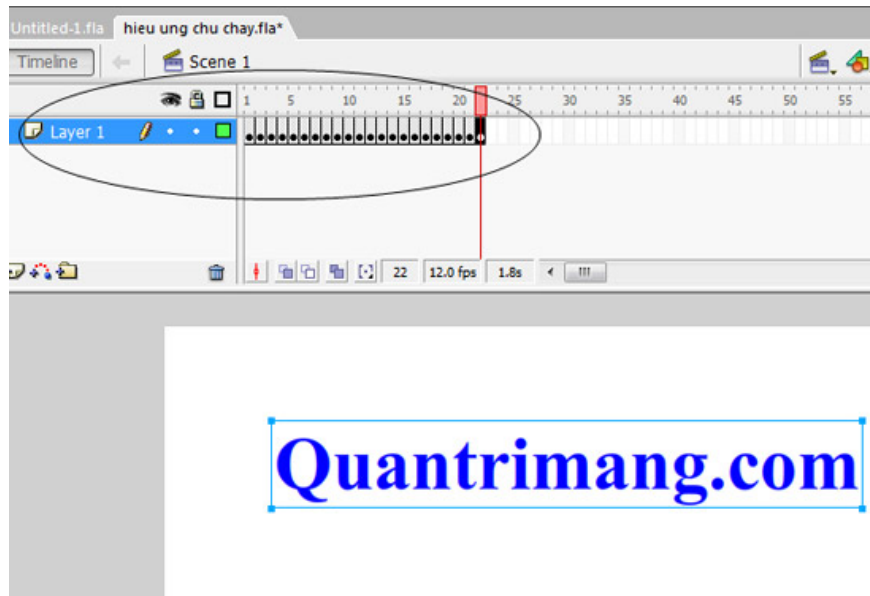 Untitled-1.fla hieu ung chu chay.fla*
Timeline Scene 1
1 5 10 15 20 25 30 35 40 45 50 55
Layer 1
22 12.0 fps 1.8s
Quantrimang.com